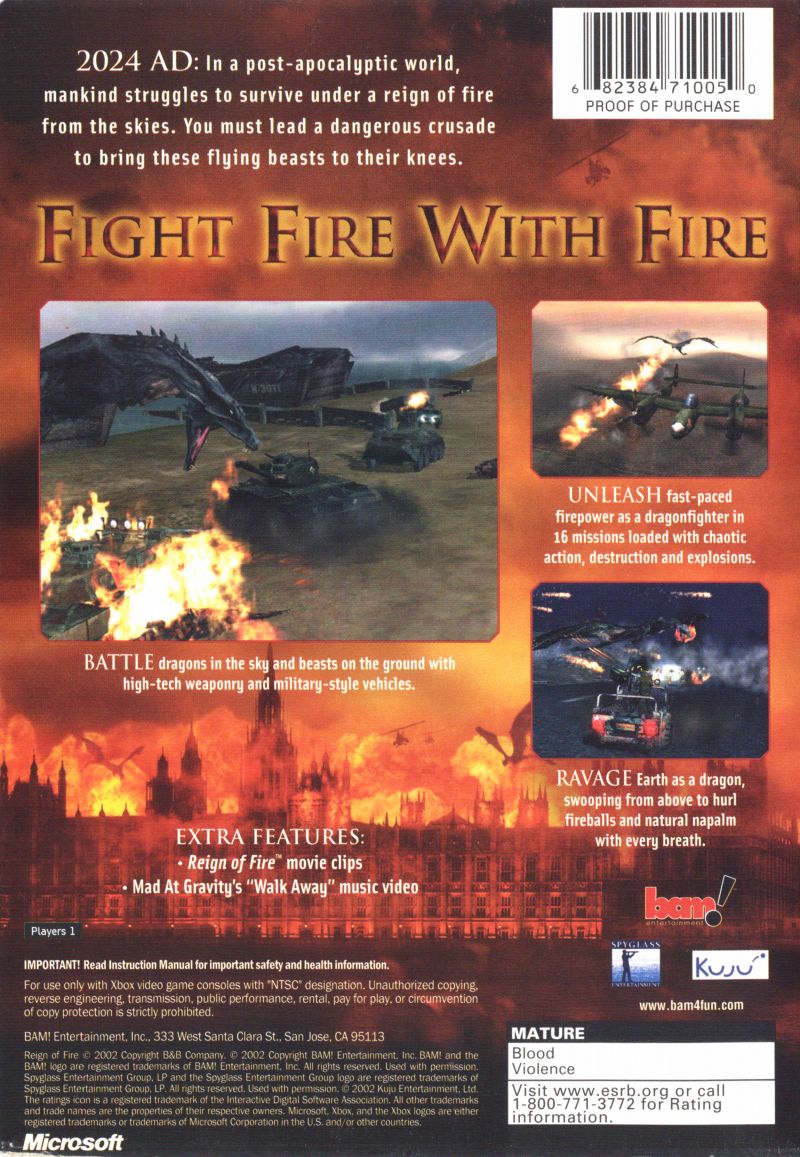 2024 AD: In a post-apocalyptic world,
mankind struggles to survive under a reign of fire
from the skies. You must lead a dangerous crusade
to bring these flying beasts to their knees.
6 82384 71005 0
PROOF OF PURCHASE
FIGHT FIRE WITH FIRE
K-3011
UNLEASH fast-paced
firepower as a dragonfighter in
16 missions loaded with chaotic
action, destruction and explosions.
BATTLE dragons in the sky and beasts on the ground with
high-tech weaponry and military-style vehicles.
RAVAGE Earth as a dragon,
swooping from above to hurl
fireballs and natural napalm
with every breath.
EXTRA FEATURES:
• Reign of Fire™ movie clips
• Mad At Gravity's "Walk Away" music video
bam!
entertainment
Players 1
SPYGLASS
ENTERTAINMENT
Kuju
www.bam4fun.com
IMPORTANT! Read Instruction Manual for important safety and health information.
For use only with Xbox video game consoles with "NTSC" designation. Unauthorized copying,
reverse engineering, transmission, public performance, rental, pay for play, or circumvention
of copy protection is strictly prohibited.
BAM! Entertainment, Inc., 333 West Santa Clara St., San Jose, CA 95113
Reign of Fire © 2002 Copyright B&B Company. © 2002 Copyright BAM! Entertainment, Inc. BAM! and the
BAM! logo are registered trademarks of BAM! Entertainment, Inc. All rights reserved. Used with permission.
Spyglass Entertainment Group, LP and the Spyglass Entertainment Group logo are registered trademarks of
Spyglass Entertainment Group, LP. All rights reserved. Used with permission. © 2002 Kuju Entertainment, Ltd.
The ratings icon is a registered trademark of the Interactive Digital Software Association. All other trademarks
and trade names are the properties of their respective owners. Microsoft, Xbox, and the Xbox logos are either
registered trademarks or trademarks of Microsoft Corporation in the U.S. and/or other countries.
Microsoft
MATURE
Blood
Violence
Visit www.esrb.org or call
1-800-771-3772 for Rating
information.